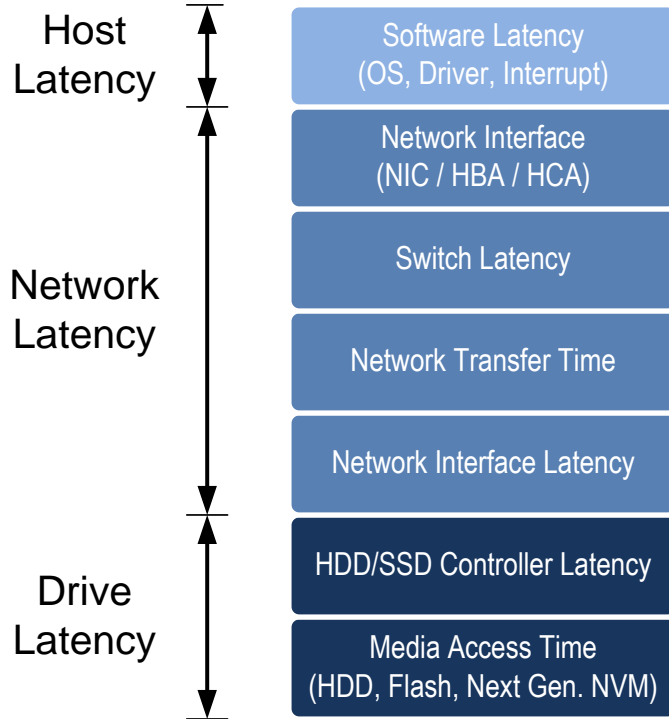 Host
Latency
Software Latency
(OS, Driver, Interrupt)
Network
Latency
Network Interface
(NIC / HBA / HCA)
Switch Latency
Network Transfer Time
Network Interface Latency
Drive
Latency
HDD/SSD Controller Latency
Media Access Time
(HDD, Flash, Next Gen. NVM)